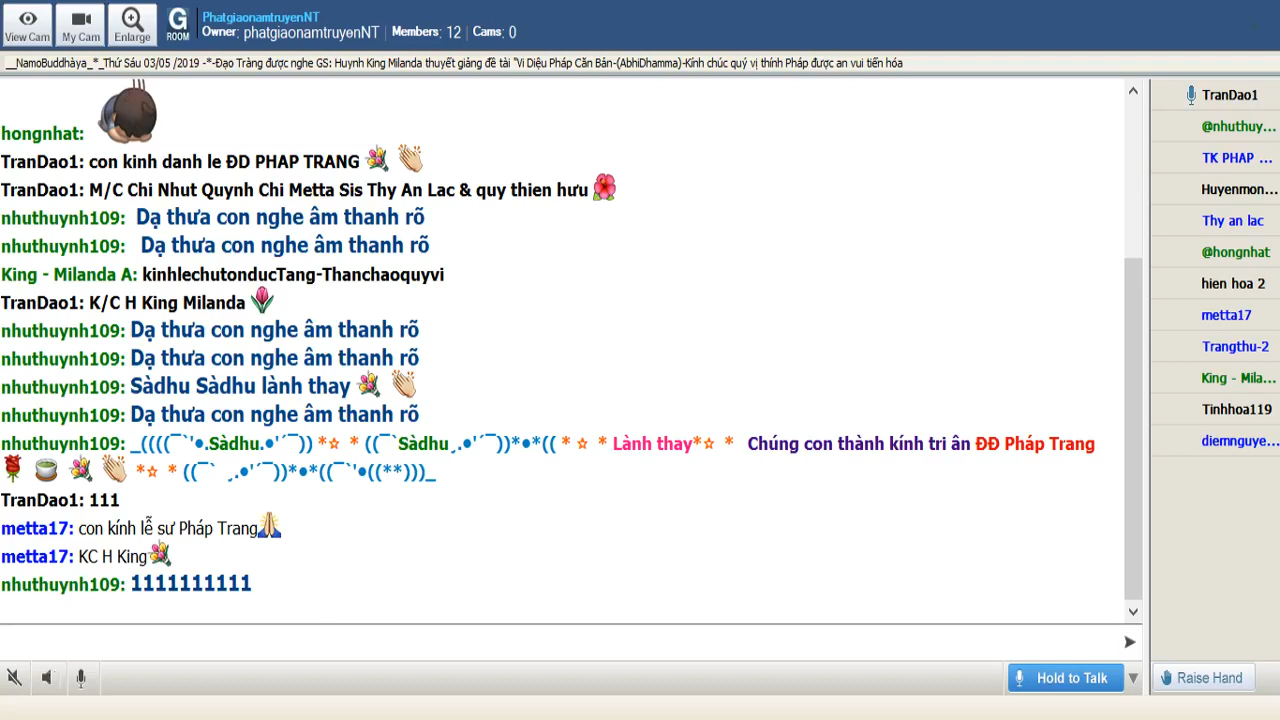 View Cam
My Cam
Enlarge
G
ROOM
PhatgiaonamtruyenNT
Owner: phatgiaonamtruyenNT | Members: 12 | Cams: 0
__NamoBuddhàya_*_Thứ Sáu 03/05 /2019 -*-Đạo Tràng được nghe GS: Huynh King Milanda thuyết giảng đề tài "Vi Diệu Pháp Căn Bản-(AbhiDhamma)-Kính chúc quý vị thính Pháp được an vui tiến hóa
hongnhat:
TranDao1: con kinh danh le ĐD PHAP TRANG
TranDao1: M/C Chi Nhut Quynh Chi Metta Sis Thy An Lac & quy thien hưu
nhuthuynh109: Dạ thưa con nghe âm thanh rõ
nhuthuynh109: Dạ thưa con nghe âm thanh rõ
King - Milanda A: kinhlechutonducTang-Thanchaoquyvi
TranDao1: K/C H King Milanda
nhuthuynh109: Dạ thưa con nghe âm thanh rõ
nhuthuynh109: Dạ thưa con nghe âm thanh rõ
nhuthuynh109: Sàdhu Sàdhu lành thay
nhuthuynh109: Dạ thưa con nghe âm thanh rõ
nhuthuynh109: _((((¯`'•.Sàdhu.•'´¯)) *☆ * ((¯`Sàdhu¸.•'´¯))*•*(( * ☆ * Lành thay*☆ * Chúng con thành kính tri ân ĐĐ Pháp Trang
*☆ * ((¯` ¸.•'´¯))*•*((¯`'•((**)))_
TranDao1: 111
metta17: con kính lễ sư Pháp Trang
metta17: KC H King
nhuthuynh109: 1111111111
Hold to Talk
TranDao1
@nhuthuy...
TK PHAP ...
Huyenmon...
Thy an lac
@hongnhat
hien hoa 2
metta17
Trangthu-2
King - Mila...
Tinhhoa119
diemnguye...
Raise Hand